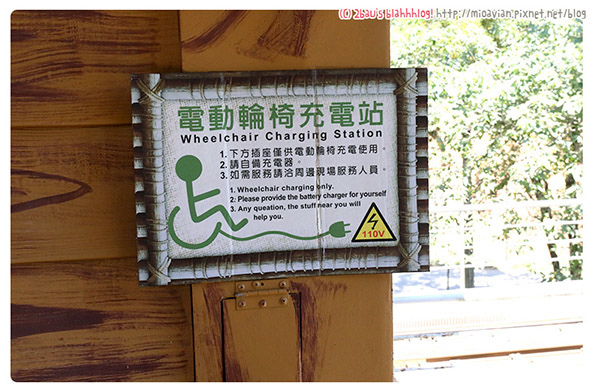 (C) 2bau's blahhhlog! http://mioavian.pixnet.net/blog
電動輪椅充電站
Wheelchair Charging Station
1. 下方插座僅供電動輪椅充電使用。
2. 請自備充電器。
3. 如需服務請洽周邊現場服務人員。
1. Wheelchair charging only.
2. Please provide the battery charger for yourself
3. Any queation, the stuff near you will
help you.
110V